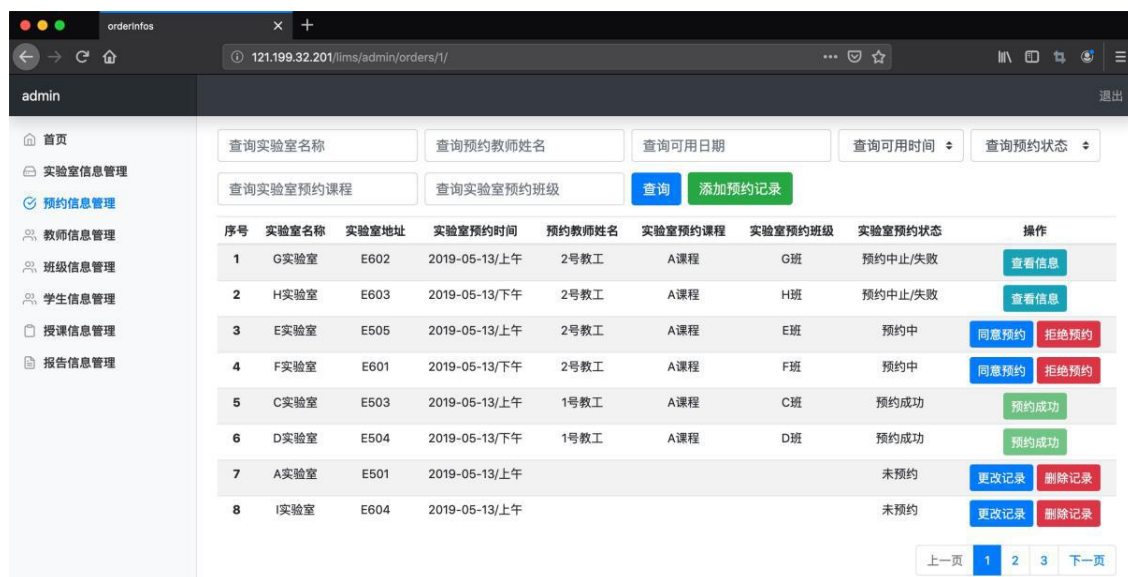 orderInfos
121.199.32.201/lims/admin/orders/1/
admin
退出
首页
实验室信息管理
预约信息管理
教师信息管理
班级信息管理
学生信息管理
授课信息管理
报告信息管理
查询实验室名称 查询预约教师姓名 查询可用日期 查询可用时间 查询预约状态
查询实验室预约课程 查询实验室预约班级 查询 添加预约记录
序号 实验室名称 实验室地址 实验室预约时间 预约教师姓名 实验室预约课程 实验室预约班级 实验室预约状态 操作
1 G实验室 E602 2019-05-13/上午 2号教工 A课程 G班 预约中止/失败 查看信息
2 H实验室 E603 2019-05-13/下午 2号教工 A课程 H班 预约中止/失败 查看信息
3 E实验室 E505 2019-05-13/上午 2号教工 A课程 E班 预约中 同意预约 拒绝预约
4 F实验室 E601 2019-05-13/下午 2号教工 A课程 F班 预约中 同意预约 拒绝预约
5 C实验室 E503 2019-05-13/上午 1号教工 A课程 C班 预约成功 预约成功
6 D实验室 E504 2019-05-13/下午 1号教工 A课程 D班 预约成功 预约成功
7 A实验室 E501 2019-05-13/上午 未预约 更改记录 删除记录
8 I实验室 E604 2019-05-13/上午 未预约 更改记录 删除记录
上一页 1 2 3 下一页